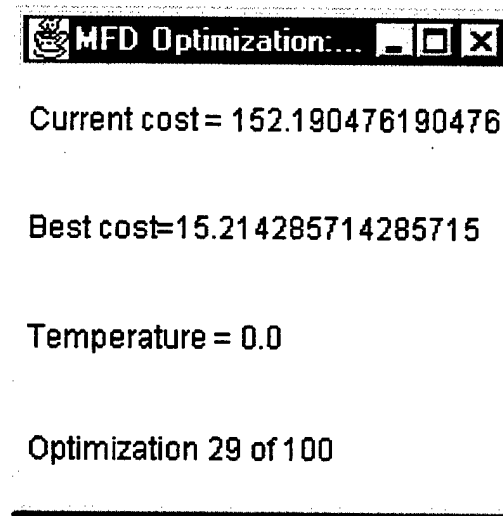 MFD Optimization:...
Current cost = 152.190476190476
Best cost=15.214285714285715
Temperature = 0.0
Optimization 29 of 100